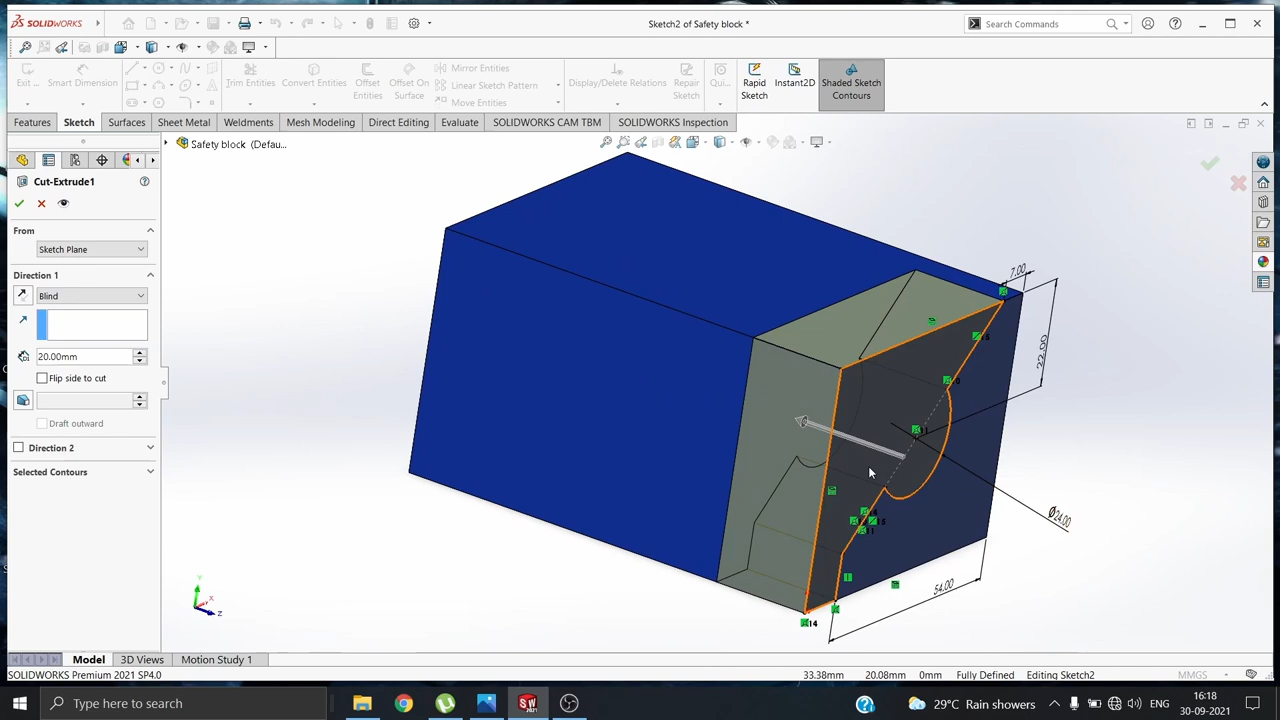 SOLIDWORKS
Sketch2 of Safety block *
Search Commands
Exit ...
Smart Dimension
Trim Entities
Convert Entities
Offset Entities
Offset On Surface
Mirror Entities
Linear Sketch Pattern
Move Entities
Display/Delete Relations
Repair Sketch
Qui...
Rapid Sketch
Instant2D
Shaded Sketch Contours
Features
Sketch
Surfaces
Sheet Metal
Weldments
Mesh Modeling
Direct Editing
Evaluate
SOLIDWORKS CAM TBM
SOLIDWORKS Inspection
Safety block (Defau...
Cut-Extrude1
From
Sketch Plane
Direction 1
Blind
20.00mm
Flip side to cut
Draft outward
Direction 2
Selected Contours
7.00
22.00
Ø24.00
54.00
14
Y
X
Z
Model
3D Views
Motion Study 1
SOLIDWORKS Premium 2021 SP4.0
33.38mm
20.08mm
0mm
Fully Defined
Editing Sketch2
MMGS
Type here to search
29°C Rain showers
ENG
16:18
30-09-2021